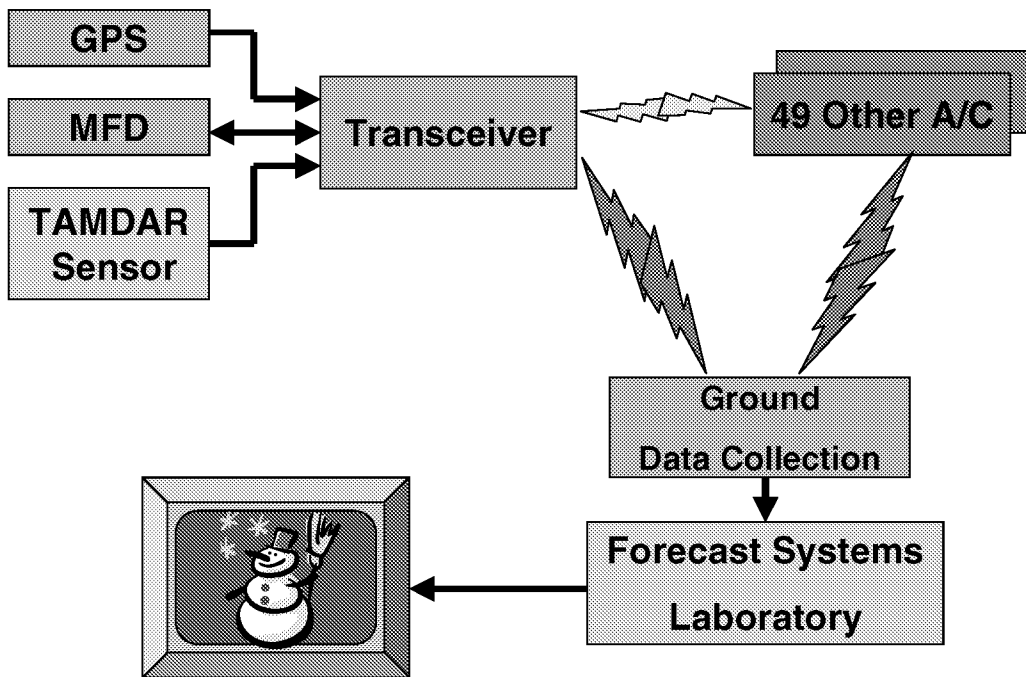 GPS
MFD
TAMDAR
Sensor
Transceiver
49 Other A/C
Ground
Data Collection
Forecast Systems
Laboratory